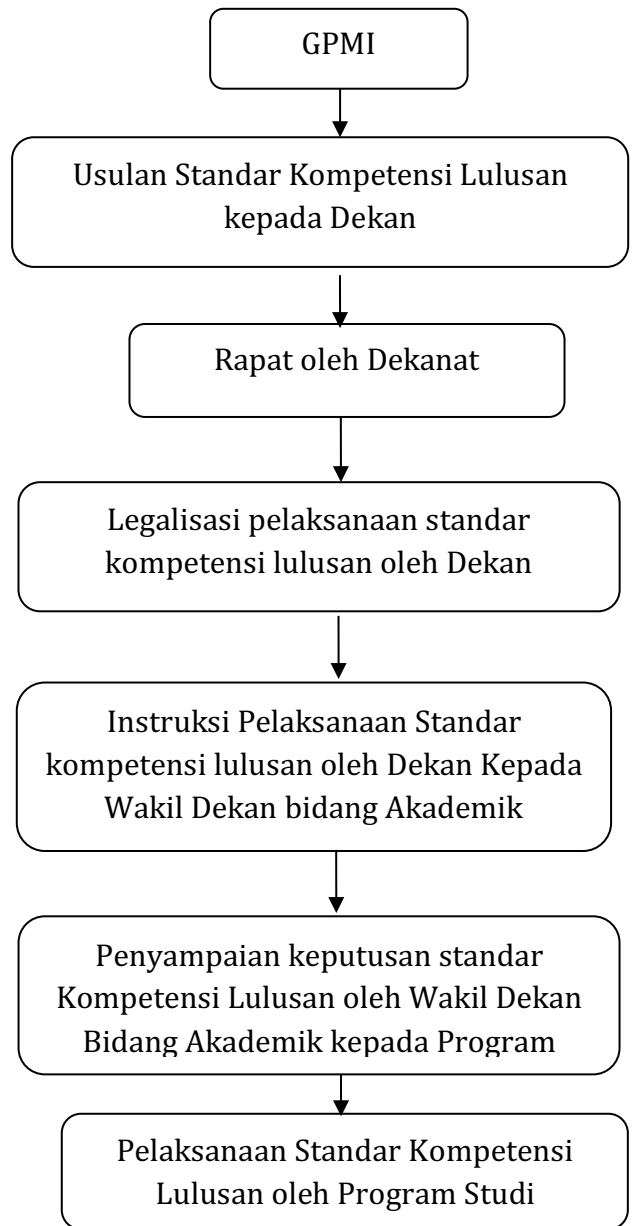 GPMI
Usulan Standar Kompetensi Lulusan
kepada Dekan
Rapat oleh Dekanat
Legalisasi pelaksanaan standar
kompetensi lulusan oleh Dekan
Instruksi Pelaksanaan Standar
kompetensi lulusan oleh Dekan Kepada
Wakil Dekan bidang Akademik
Penyampaian keputusan standar
Kompetensi Lulusan oleh Wakil Dekan
Bidang Akademik kepada Program
Pelaksanaan Standar Kompetensi
Lulusan oleh Program Studi